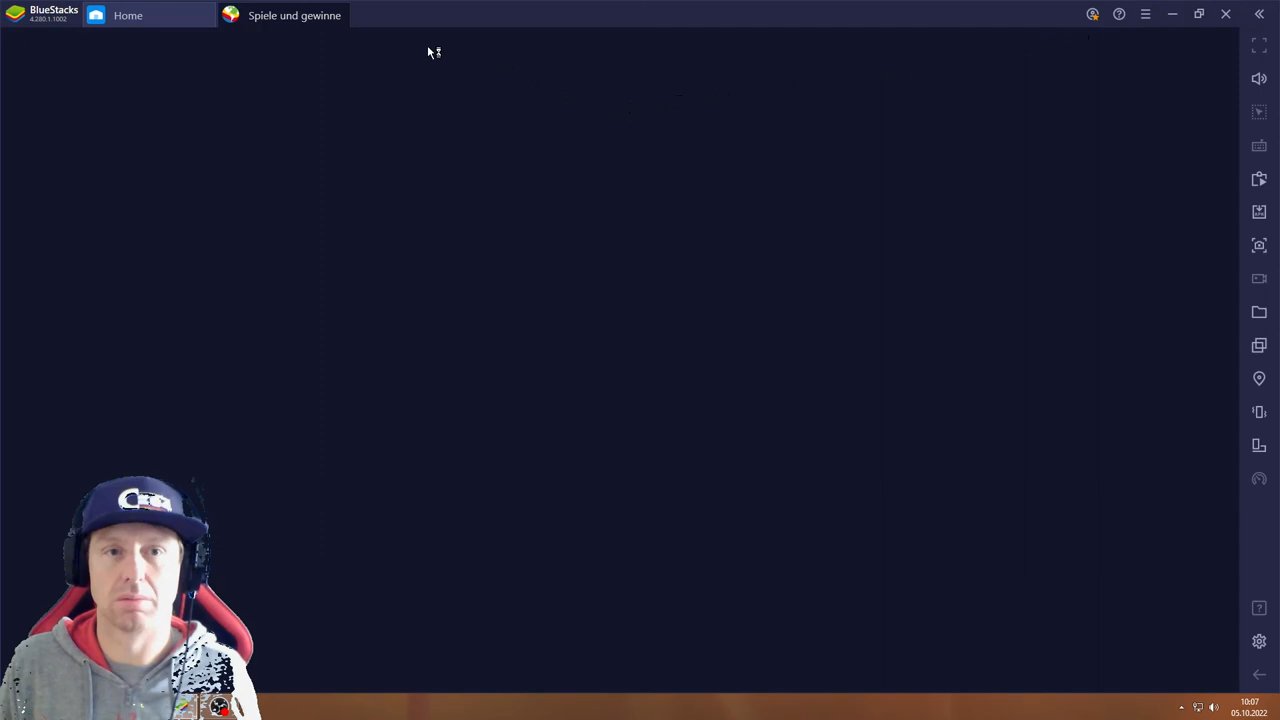 BlueStacks
4.280.1.1002
Home
Spiele und gewinne
10:07
05.10.2022